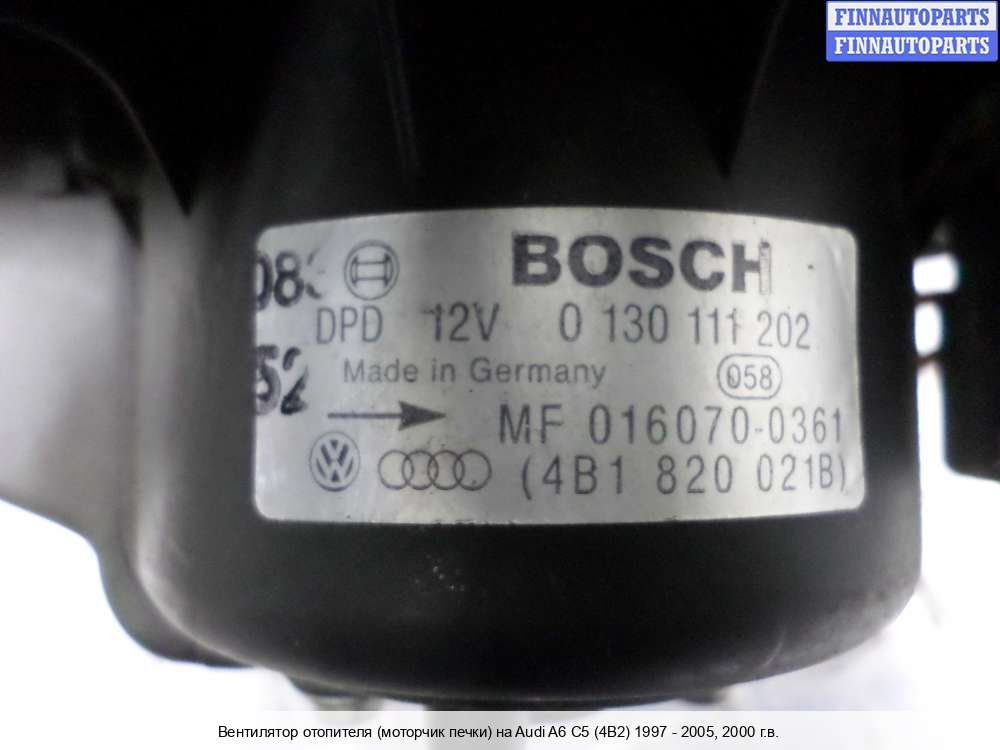 FINNAUTOPARTS
FINNAUTOPARTS
BOSCH
DPD 12V 0 130 111 202
Made in Germany 058
52
MF 016070-0361
(4B1 820 021B)
Вентилятор отопителя (моторчик печки) на Audi A6 C5 (4B2) 1997 - 2005, 2000 г.в.